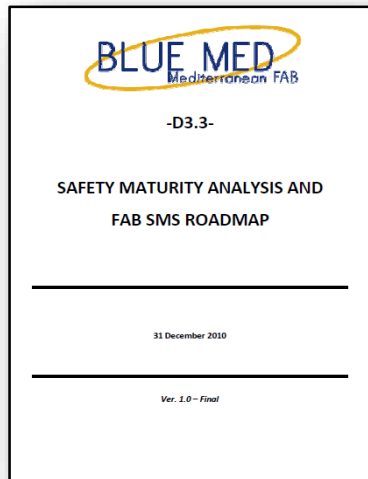 BLUE MED
Mediterranean FAB
-D3.3-
SAFETY MATURITY ANALYSIS AND
FAB SMS ROADMAP
31 December 2010
Ver. 1.0 – Final